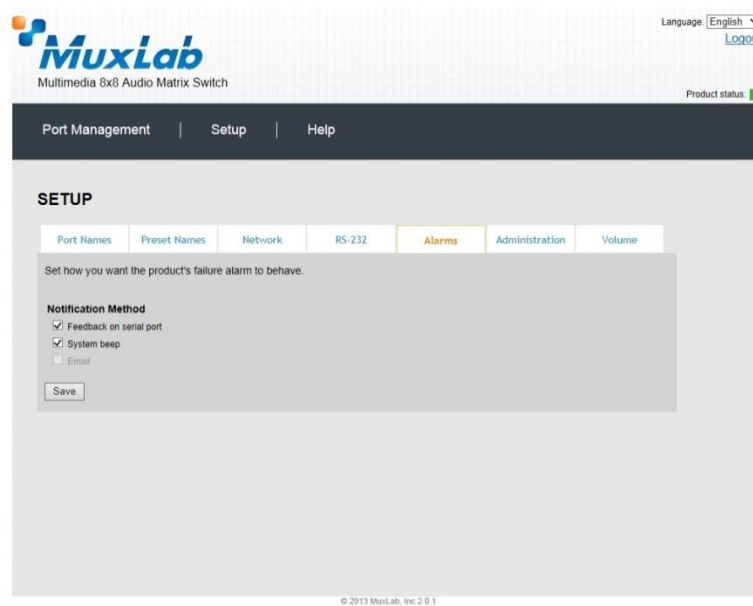 Language: English
Logou
MuxLab
Multimedia 8x8 Audio Matrix Switch
Product status:
Port Management | Setup | Help
SETUP
Port Names Preset Names Network RS-232 Alarms Administration Volume
Set how you want the product's failure alarm to behave.
Notification Method
Feedback on serial port
System beep
Email
Save
© 2013 MuxLab, Inc 2.0.1